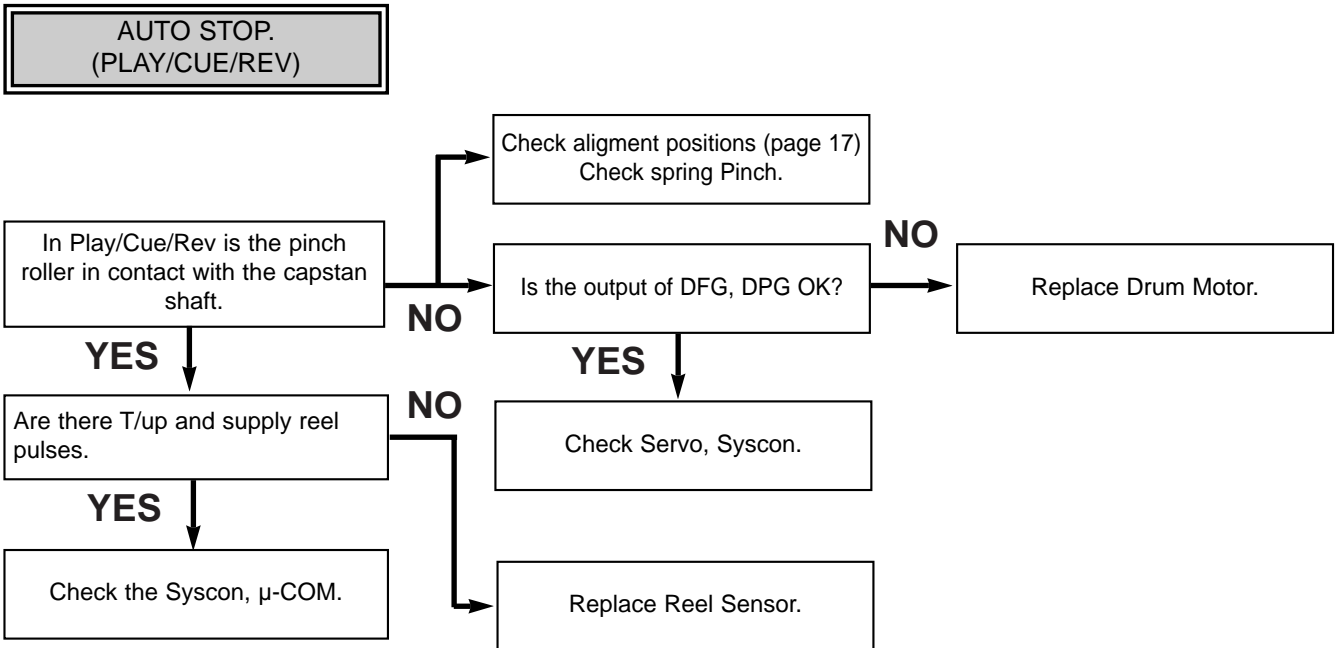 AUTO STOP.
(PLAY/CUE/REV)
Check aligment positions (page 17)
Check spring Pinch.
In Play/Cue/Rev is the pinch
roller in contact with the capstan
shaft.
NO
Is the output of DFG, DPG OK?
NO
Replace Drum Motor.
YES
YES
Are there T/up and supply reel
pulses.
NO
Check Servo, Syscon.
YES
Check the Syscon, µ-COM.
Replace Reel Sensor.